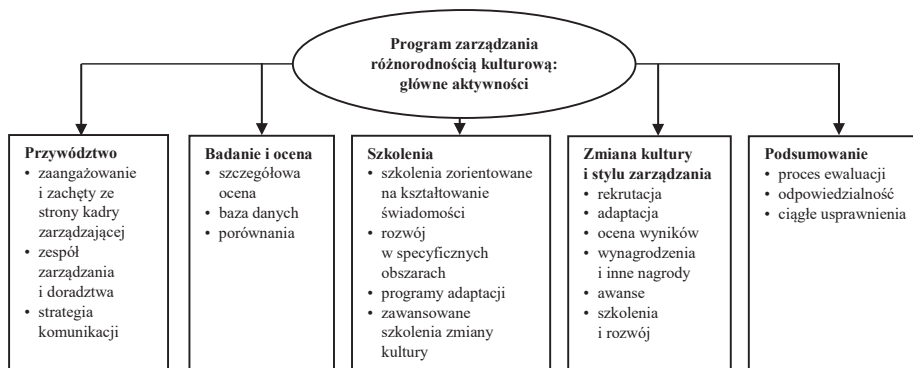 Program zarządzania
różnorodnością kulturową:
główne aktywności
Przywództwo
• zaangażowanie
i zachęty ze
strony kadry
zarządzającej
• zespół
zarządzania
i doradztwa
• strategia
komunikacji
Badanie i ocena
• szczegółowa
ocena
• baza danych
• porównania
Szkolenia
• szkolenia zorientowane
na kształtowanie
świadomości
• rozwój
w specyficznych
obszarach
• programy adaptacji
• zawansowane
szkolenia zmiany
kultury
Zmiana kultury
i stylu zarządzania
• rekrutacja
• adaptacja
• ocena wyników
• wynagrodzenia
i inne nagrody
• awanse
• szkolenia
i rozwój
Podsumowanie
• proces ewaluacji
• odpowiedzialność
• ciągłe usprawnienia